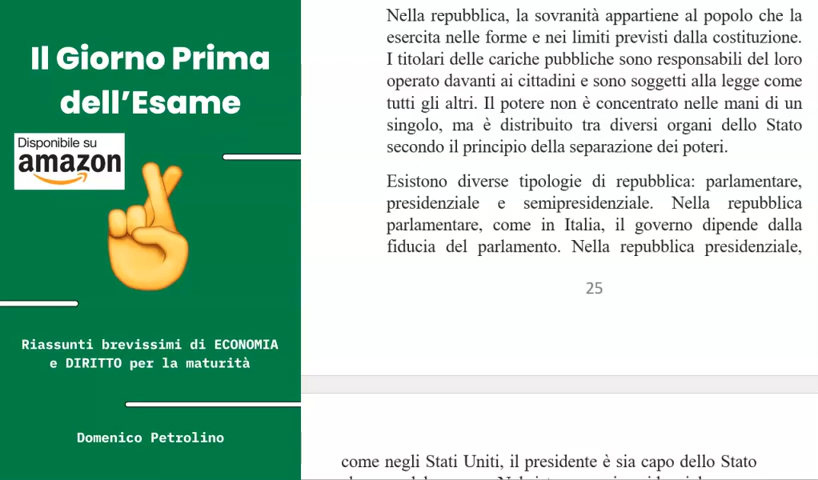 Il Giorno Prima
dell'Esame
Disponibile su
amazon
Riassunti brevissimi di ECONOMIA
e DIRITTO per la maturità
Domenico Petrolino
Nella repubblica, la sovranità appartiene al popolo che la
esercita nelle forme e nei limiti previsti dalla costituzione.
I titolari delle cariche pubbliche sono responsabili del loro
operato davanti ai cittadini e sono soggetti alla legge come
tutti gli altri. Il potere non è concentrato nelle mani di un
singolo, ma è distribuito tra diversi organi dello Stato
secondo il principio della separazione dei poteri.
Esistono diverse tipologie di repubblica: parlamentare,
presidenziale e semipresidenziale. Nella repubblica
parlamentare, come in Italia, il governo dipende dalla
fiducia del parlamento. Nella repubblica presidenziale,
25
come negli Stati Uniti, il presidente è sia capo dello Stato